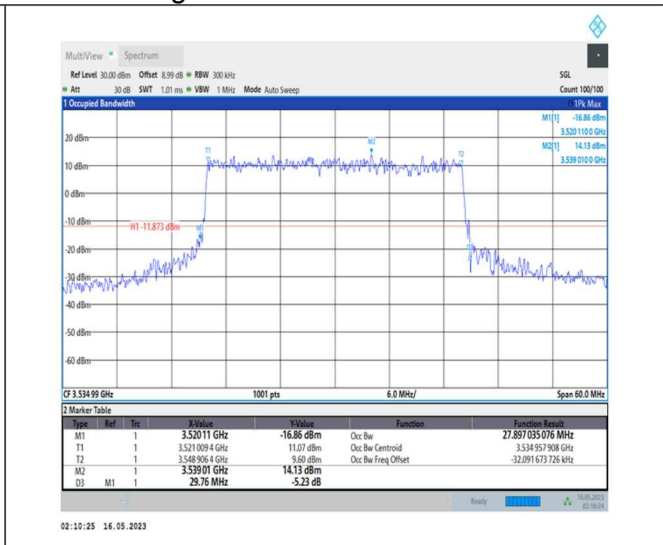 MultiView Spectrum
Ref Level 30.00 dBm Offset 8.99 dB RBW 300 kHz SGL
Att 30 dB SWT 1.01 ms VBW 1 MHz Mode Auto Sweep Count 100/100
1 Occupied Bandwidth 1Pk Max
M1[1] -16.86 dBm
3.520 110 0 GHz
M2[1] 14.13 dBm
3.539 010 0 GHz
20 dBm
T1 M2 T2
10 dBm
0 dBm
-10 dBm
H1 -11.873 dBm
M1
-20 dBm
-30 dBm
-40 dBm
-50 dBm
-60 dBm
CF 3.534 99 GHz 1001 pts 6.0 MHz/ Span 60.0 MHz
2 Marker Table
Type Ref Trc X-Value Y-Value Function Function Result
M1 1 3.52011 GHz -16.86 dBm Occ Bw 27.897 035 076 MHz
T1 1 3.521 009 4 GHz 11.07 dBm Occ Bw Centroid 3.534 957 908 GHz
T2 1 3.548 906 4 GHz 9.60 dBm Occ Bw Freq Offset -32.091 673 726 kHz
M2 1 3.539 01 GHz 14.13 dBm
D3 M1 1 29.76 MHz -5.23 dB
Ready 16.05.2023
02:10:24
02:10:25 16.05.2023